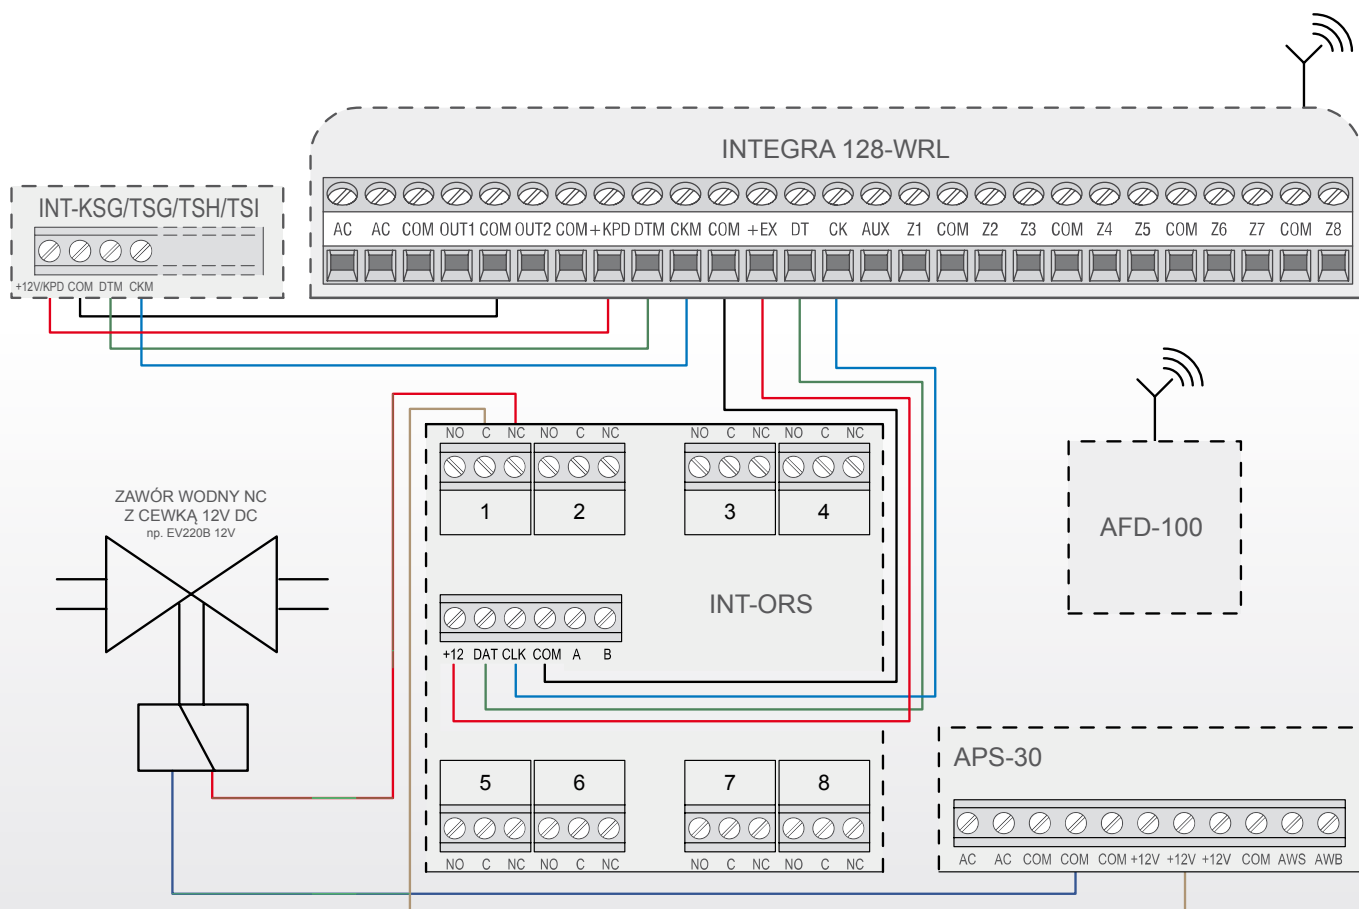 INTEGRA 128-WRL
AC AC COM OUT1 COM OUT2 COM +KPD DTM CKM COM +EX DT CK AUX Z1 COM Z2 Z3 COM Z4 Z5 COM Z6 Z7 COM Z8
INT-KSG/TSG/TSH/TSI
+12V/KPD COM DTM CKM
NO C NC NO C NC NO C NC NO C NC
1 2 3 4
ZAWÓR WODNY NC
Z CEWKĄ 12V DC
np. EV220B 12V
AFD-100
INT-ORS
+12 DAT CLK COM A B
5 6 7 8
NO C NC NO C NC NO C NC NO C NC
APS-30
AC AC COM COM COM +12V +12V +12V COM AWS AWB